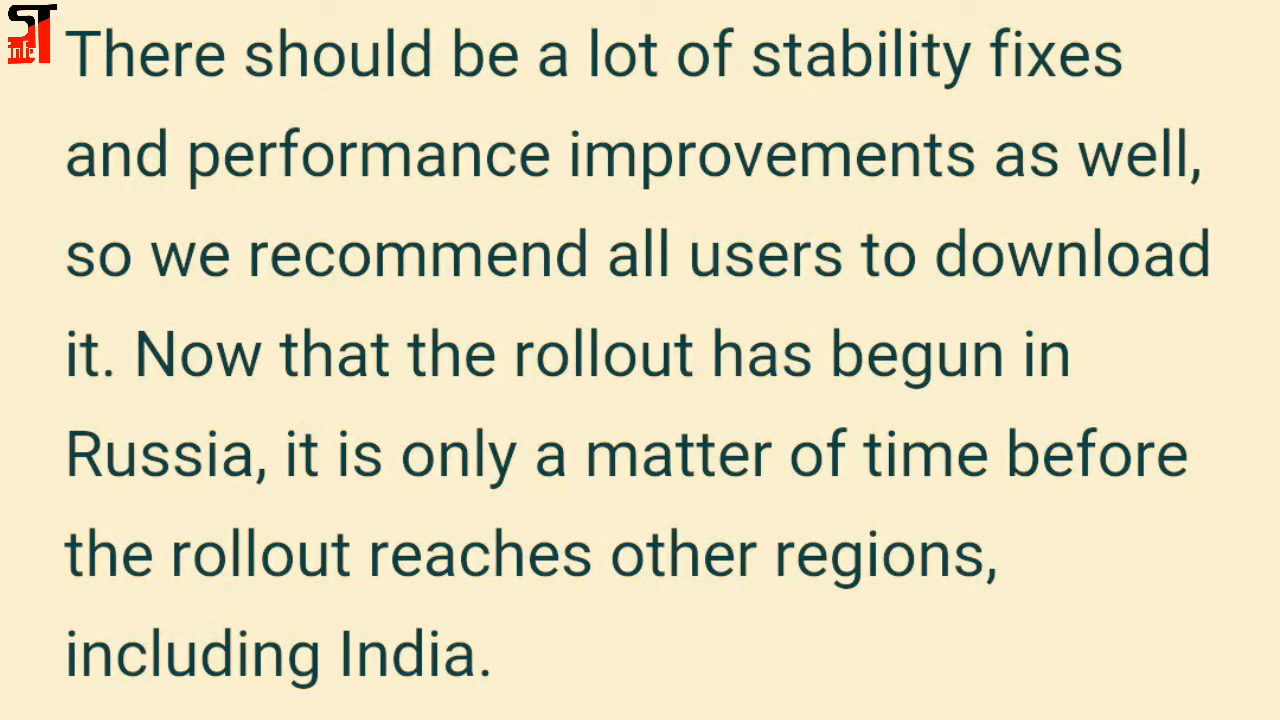 ST
info
There should be a lot of stability fixes
and performance improvements as well,
so we recommend all users to download
it. Now that the rollout has begun in
Russia, it is only a matter of time before
the rollout reaches other regions,
including India.